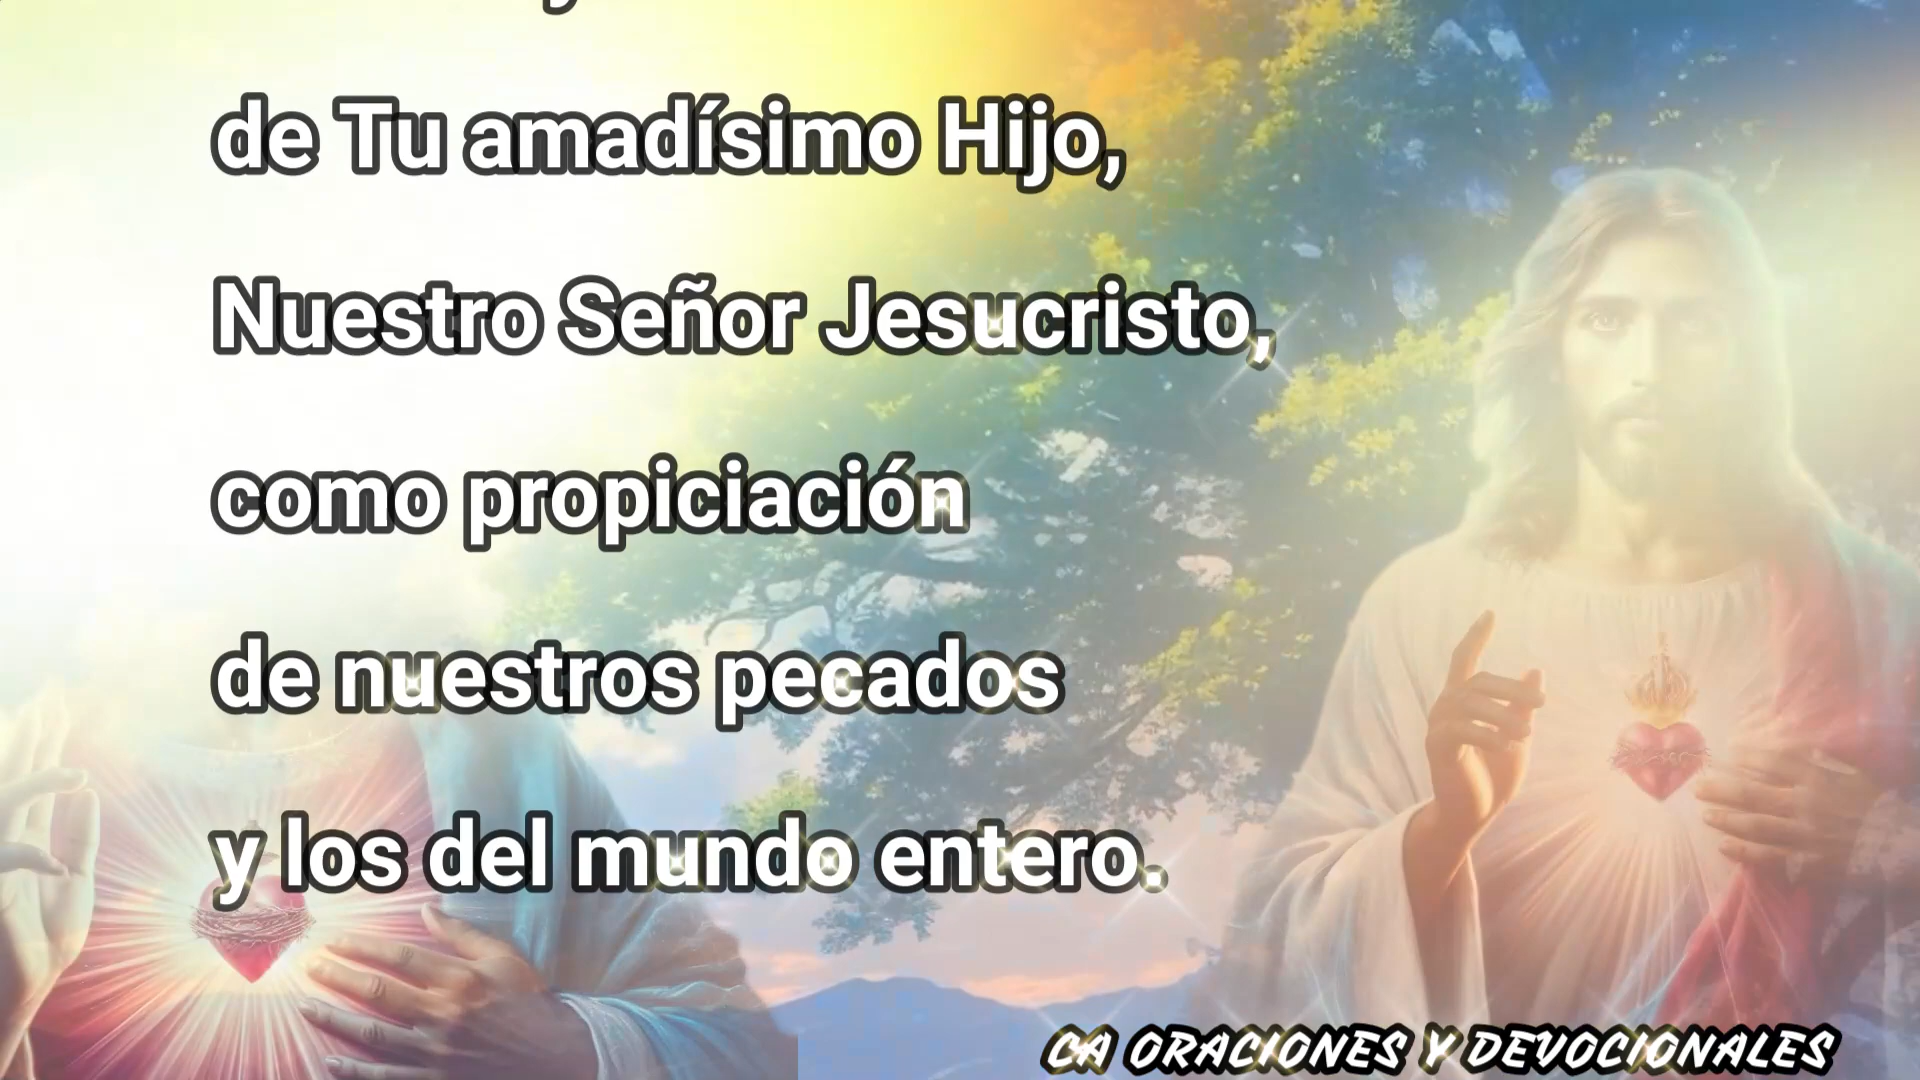 de Tu amadísimo Hijo,
Nuestro Señor Jesucristo,
como propiciación
de nuestros pecados
y los del mundo entero.
CA ORACIONES Y DEVOCIONALES